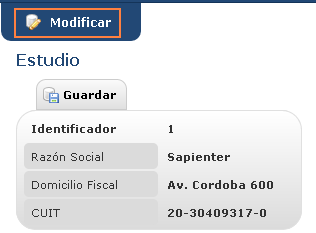 Modificar
Estudio
Guardar
Identificador 1
Razón Social Sapienter
Domicilio Fiscal Av. Cordoba 600
CUIT 20-30409317-0